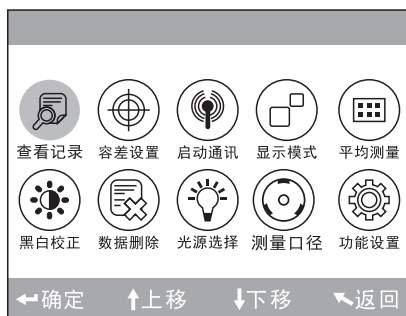 查看记录 容差设置 启动通讯 显示模式 平均测量
黑白校正 数据删除 光源选择 测量口径 功能设置
确定 上移 下移 返回